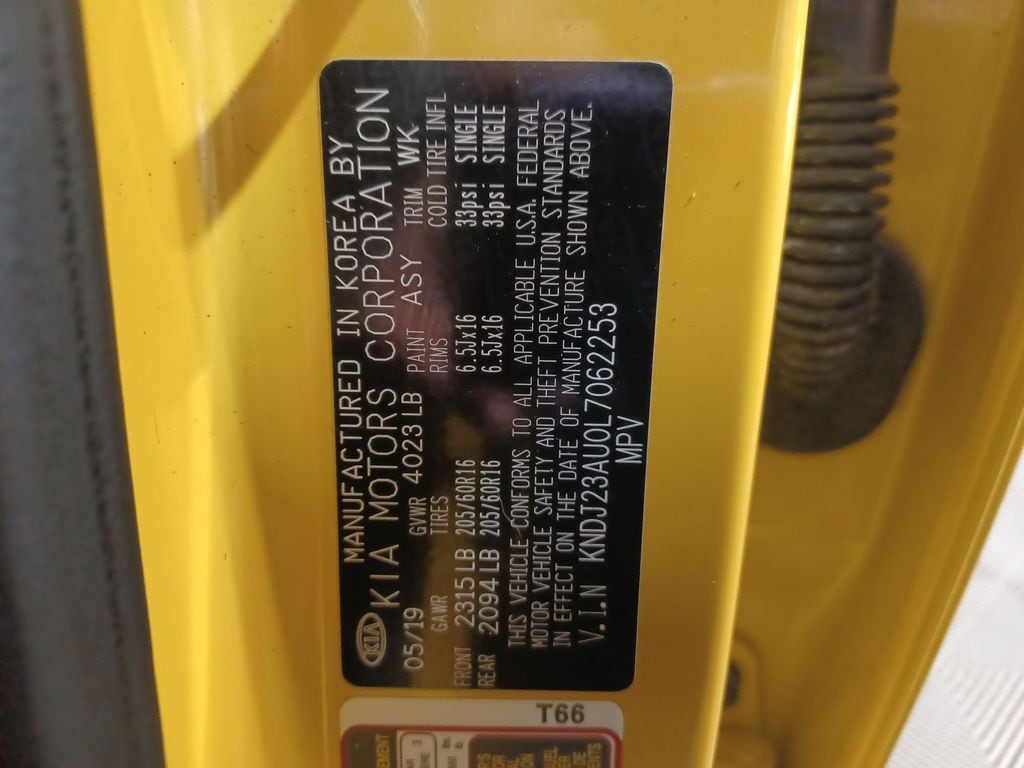 KIA
MANUFACTURED IN KOREA BY
KIA MOTORS CORPORATION
05/19 GVWR 4023LB PAINT ASY TRIM WK
GAWR TIRES RIMS COLD TIRE INFL
FRONT 2315LB 205/60R16 6.5Jx16 33psi SINGLE
REAR 2094LB 205/60R16 6.5Jx16 33psi SINGLE
THIS VEHICLE CONFORMS TO ALL APPLICABLE U.S.A. FEDERAL
MOTOR VEHICLE SAFETY AND THEFT PREVENTION STANDARDS
IN EFFECT ON THE DATE OF MANUFACTURE SHOWN ABOVE.
V.I.N KNDJ23AU0L7062253
MPV
T66